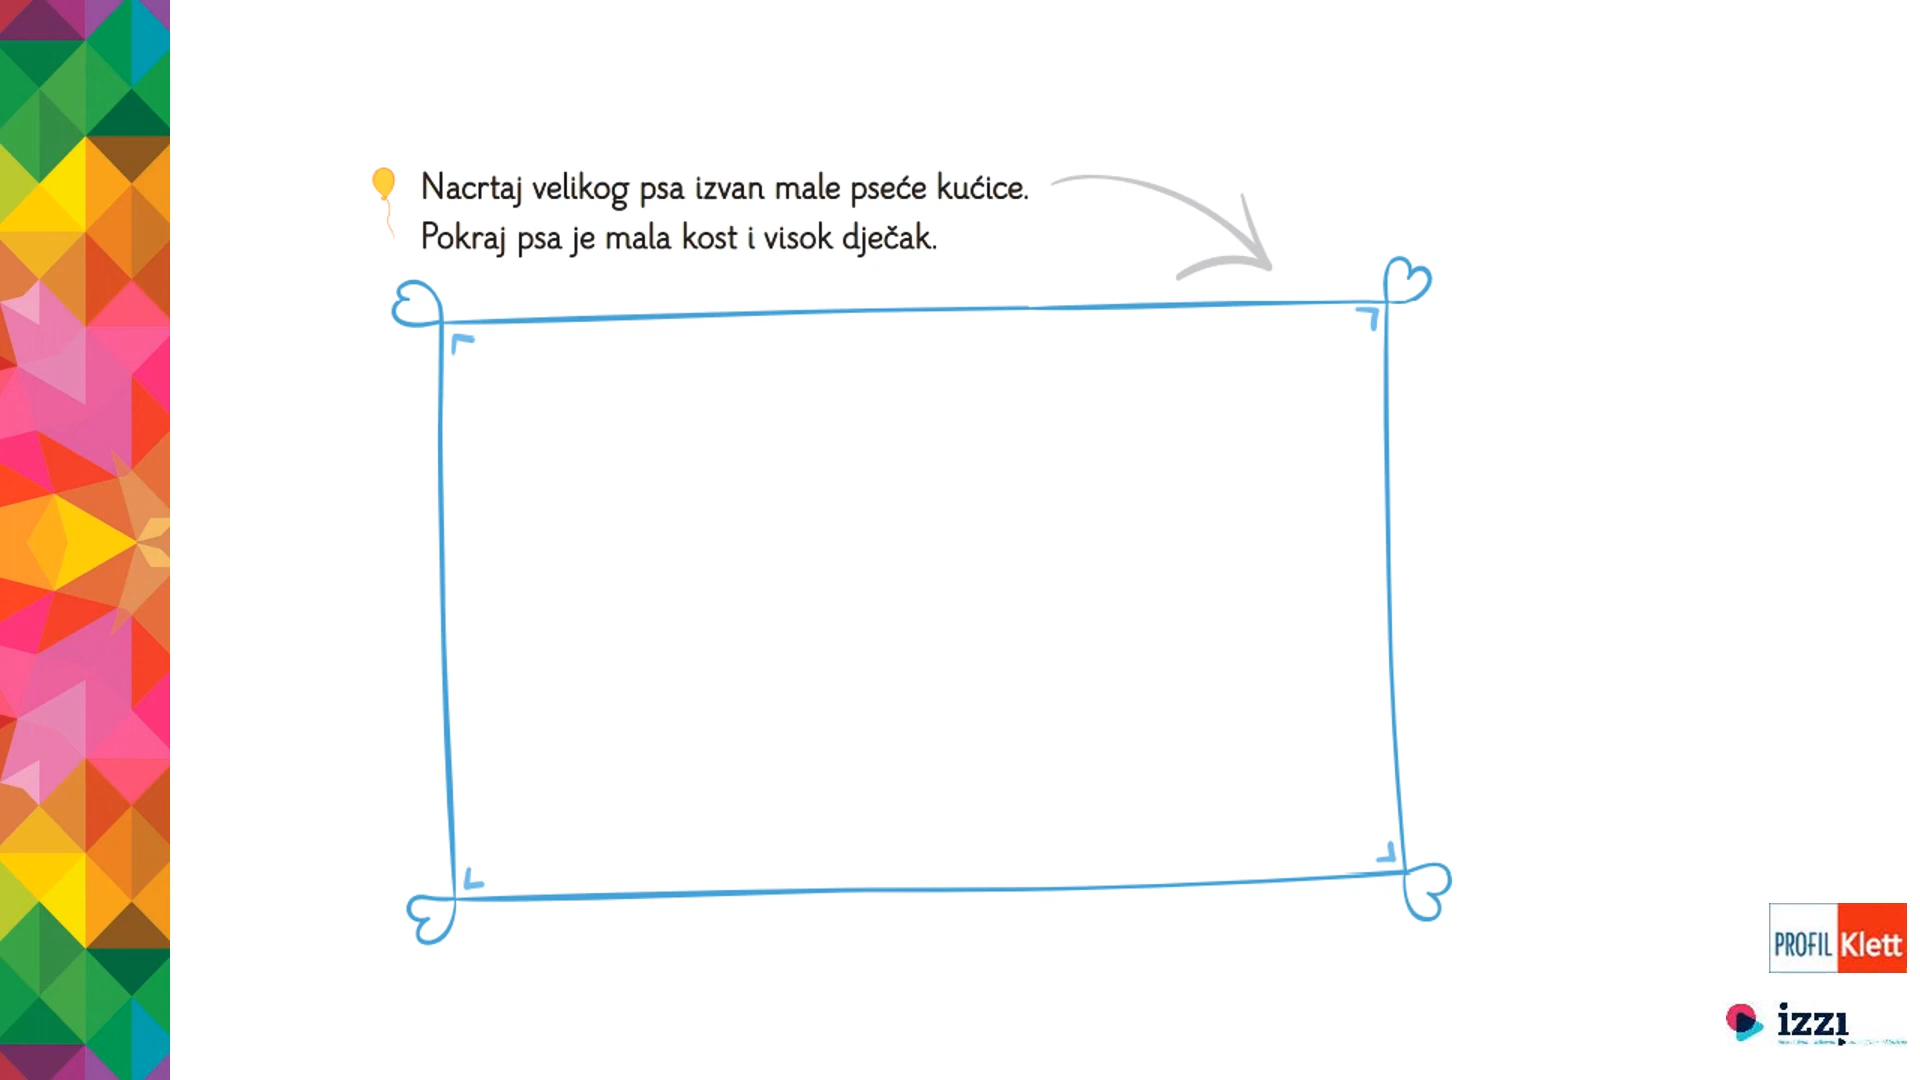 Nacrtaj velikog psa izvan male pseće kućice.
Pokraj psa je mala kost i visok dječak.
PROFIL Klett
izzi